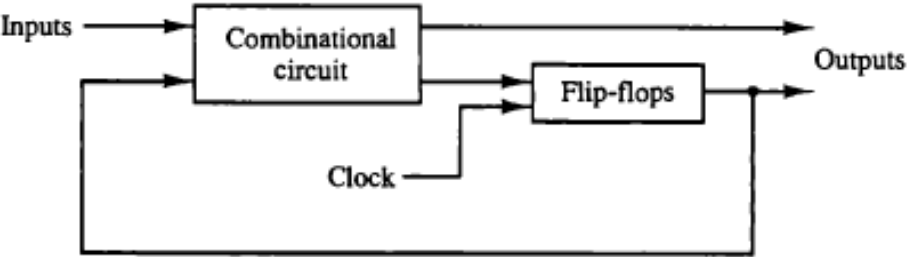 Inputs
Combinational
circuit
Outputs
Flip-flops
Clock